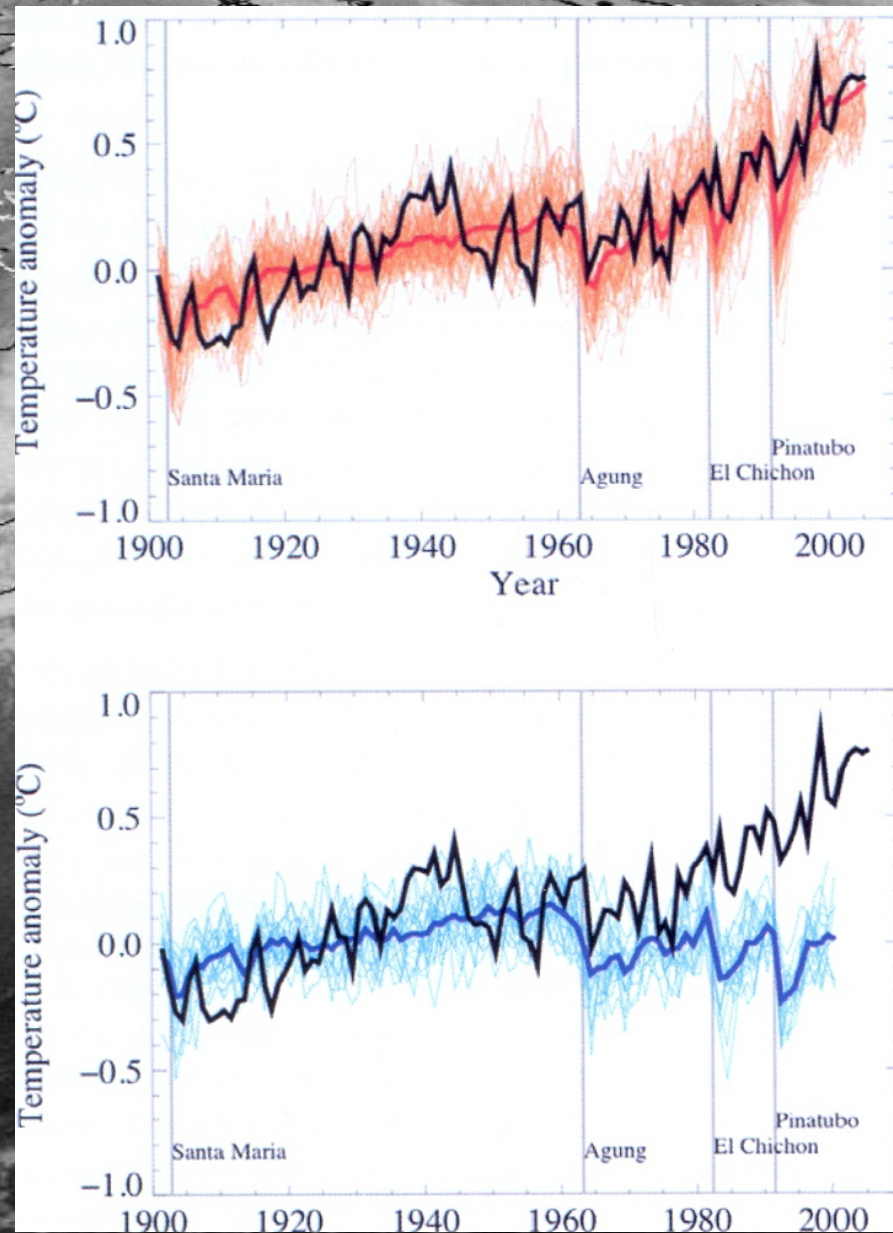 Temperature anomaly (°C)
1.0
0.5
0.0
−0.5
−1.0
Santa Maria
Agung
El Chichon
Pinatubo
1900 1920 1940 1960 1980 2000
Year
Temperature anomaly (°C)
1.0
0.5
0.0
−0.5
−1.0
Santa Maria
Agung
El Chichon
Pinatubo
1900 1920 1940 1960 1980 2000